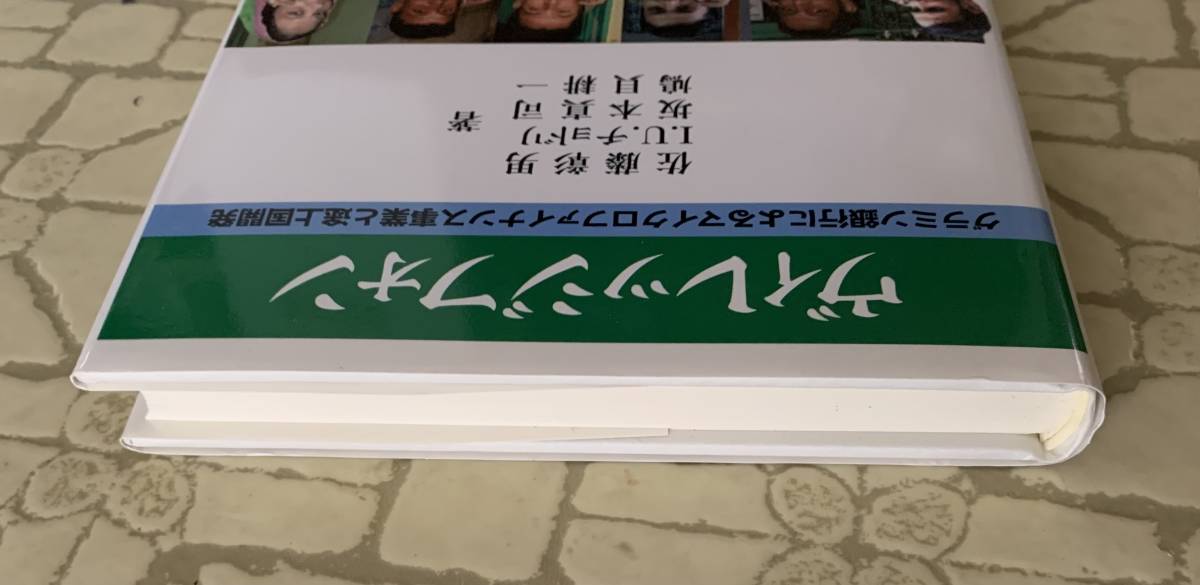 ヴィレッジフォン
グラミン銀行によるマイクロファイナンス事業と途上国開発
佐藤彰男
I.U.チョドリ
坂本真司
鳩貝耕一
著